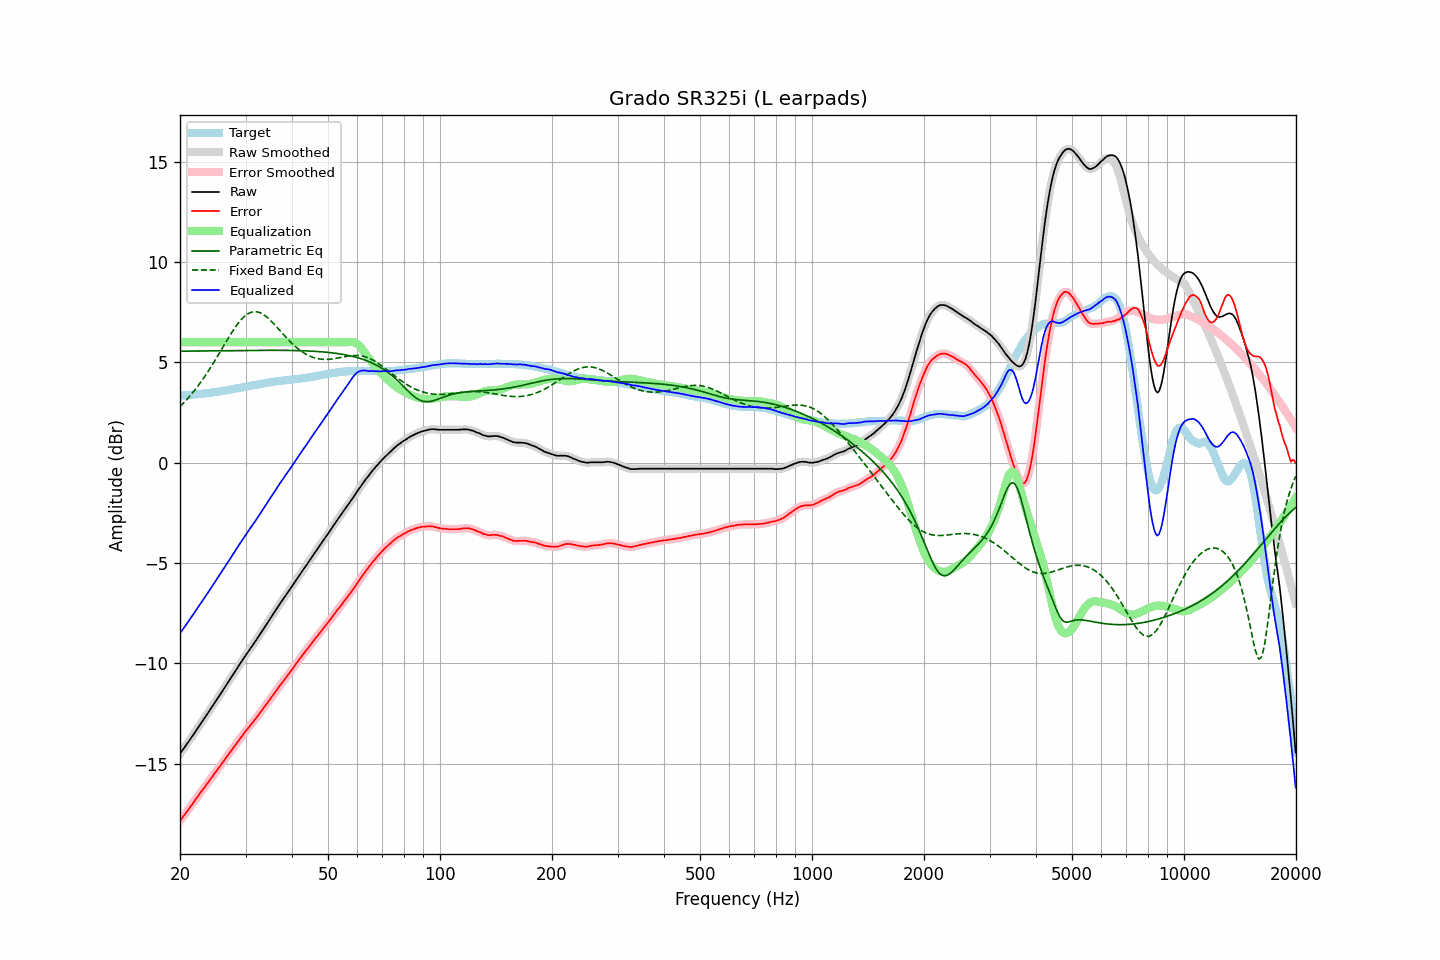 Grado SR325i (L earpads)
Target
Raw Smoothed
Error Smoothed
Raw
Error
Equalization
Parametric Eq
Fixed Band Eq
Equalized
Amplitude (dBr)
15
10
5
0
−5
−10
−15
20
50
100
200
500
1000
2000
5000
10000
20000
Frequency (Hz)